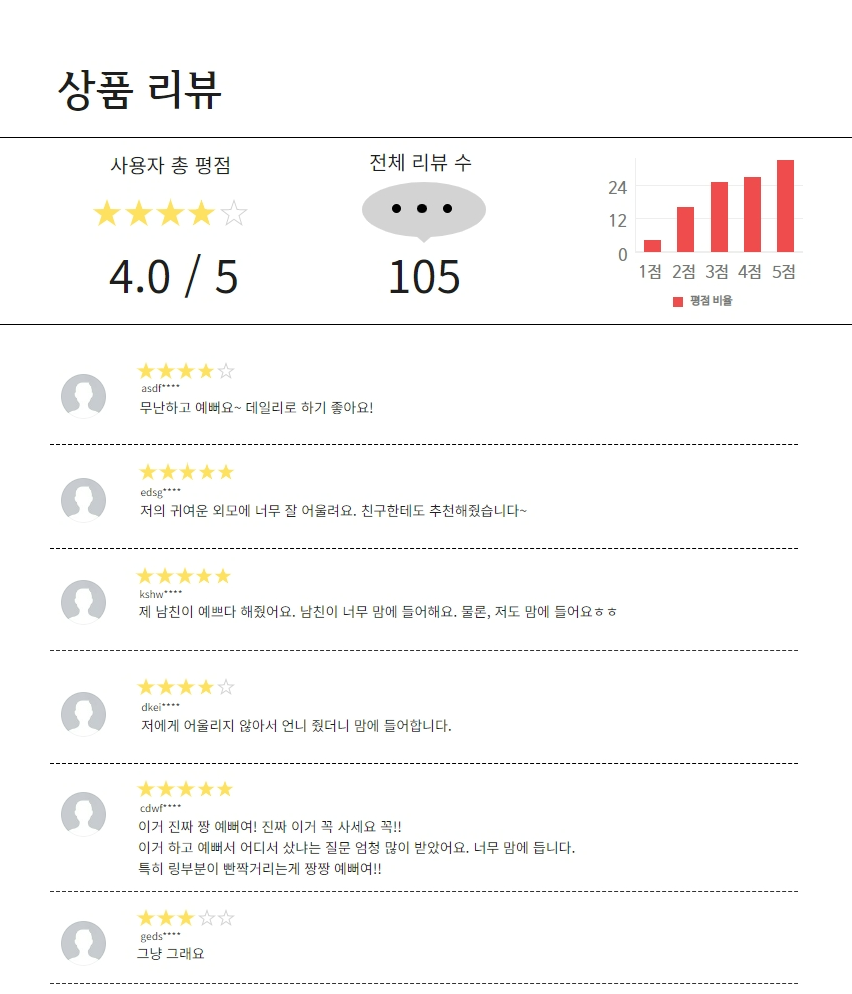 상품 리뷰
사용자 총 평점
4.0 / 5
전체 리뷰 수
105
24
12
0
1점 2점 3점 4점 5점
평점 비율
asdf****
무난하고 예뻐요~ 데일리로 하기 좋아요!
edsg****
저의 귀여운 외모에 너무 잘 어울려요. 친구한테도 추천해줬습니다~
kshw****
제 남친이 예쁘다 해줬어요. 남친이 너무 맘에 들어해요. 물론, 저도 맘에 들어요ㅎㅎ
dkei****
저에게 어울리지 않아서 언니 줬더니 맘에 들어합니다.
cdwf****
이거 진짜 짱 예뻐여! 진짜 이거 꼭 사세요 꼭!!
이거 하고 예뻐서 어디서 샀냐는 질문 엄청 많이 받았어요. 너무 맘에 듭니다.
특히 링부분이 빤짝거리는게 짱짱 예뻐여!!
geds****
그냥 그래요